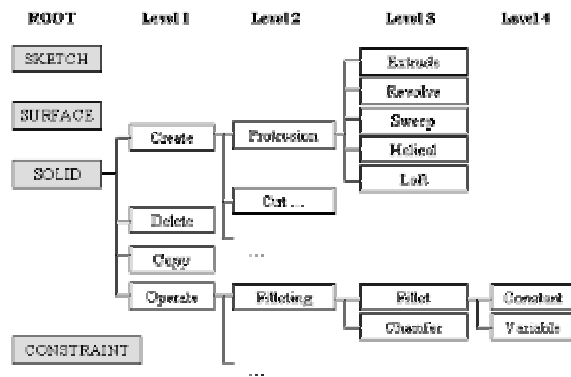 ROOT Level 1 Level 2 Level 3 Level 4
SKETCH
Extrude
SURFACE
Revolve
Create
Protrusion
Sweep
SOLID
Helical
Loft
Cut ...
Delete
...
Copy
Operate
Filleting
Fillet
Constant
Chamfer
Variable
CONSTRAINT
...